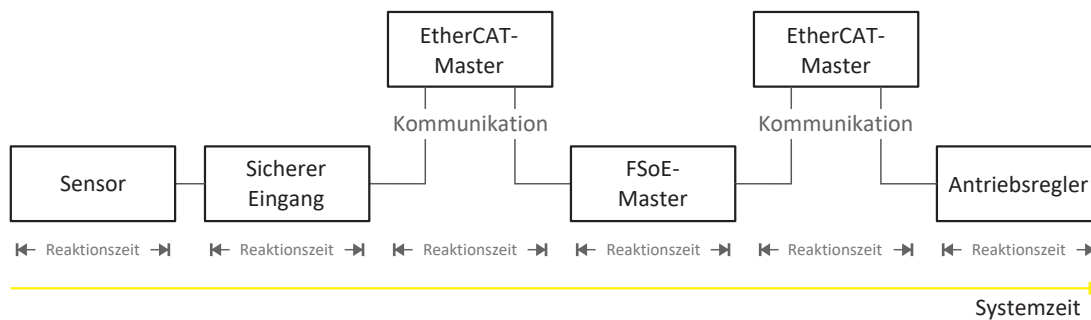 EtherCAT-
Master
EtherCAT-
Master
Kommunikation
Kommunikation
Sensor
Sicherer
Eingang
FSoE-
Master
Antriebsregler
Reaktionszeit
Reaktionszeit
Reaktionszeit
Reaktionszeit
Reaktionszeit
Reaktionszeit
Systemzeit